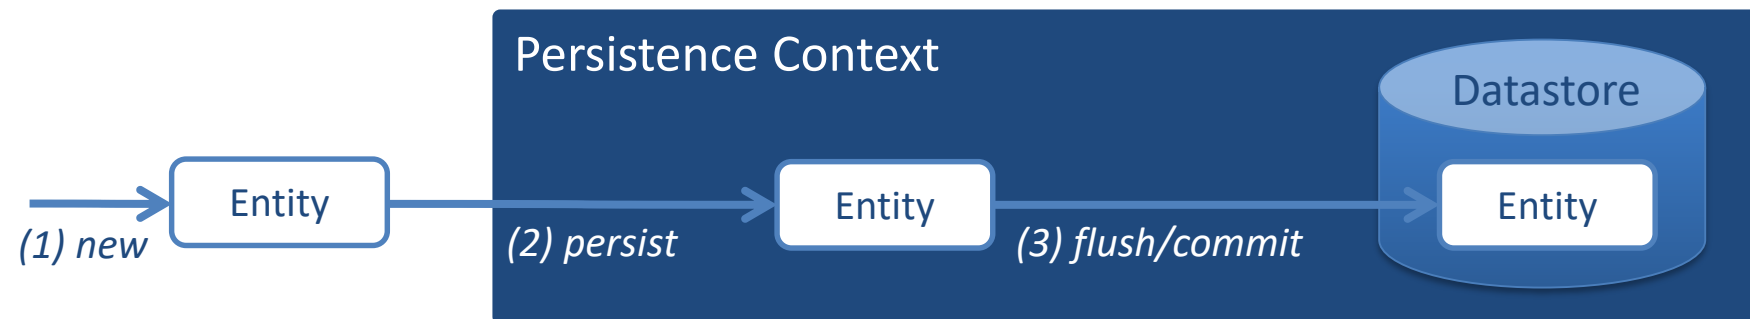 Persistence Context
Datastore
Entity
Entity
Entity
(1) new
(2) persist
(3) flush/commit